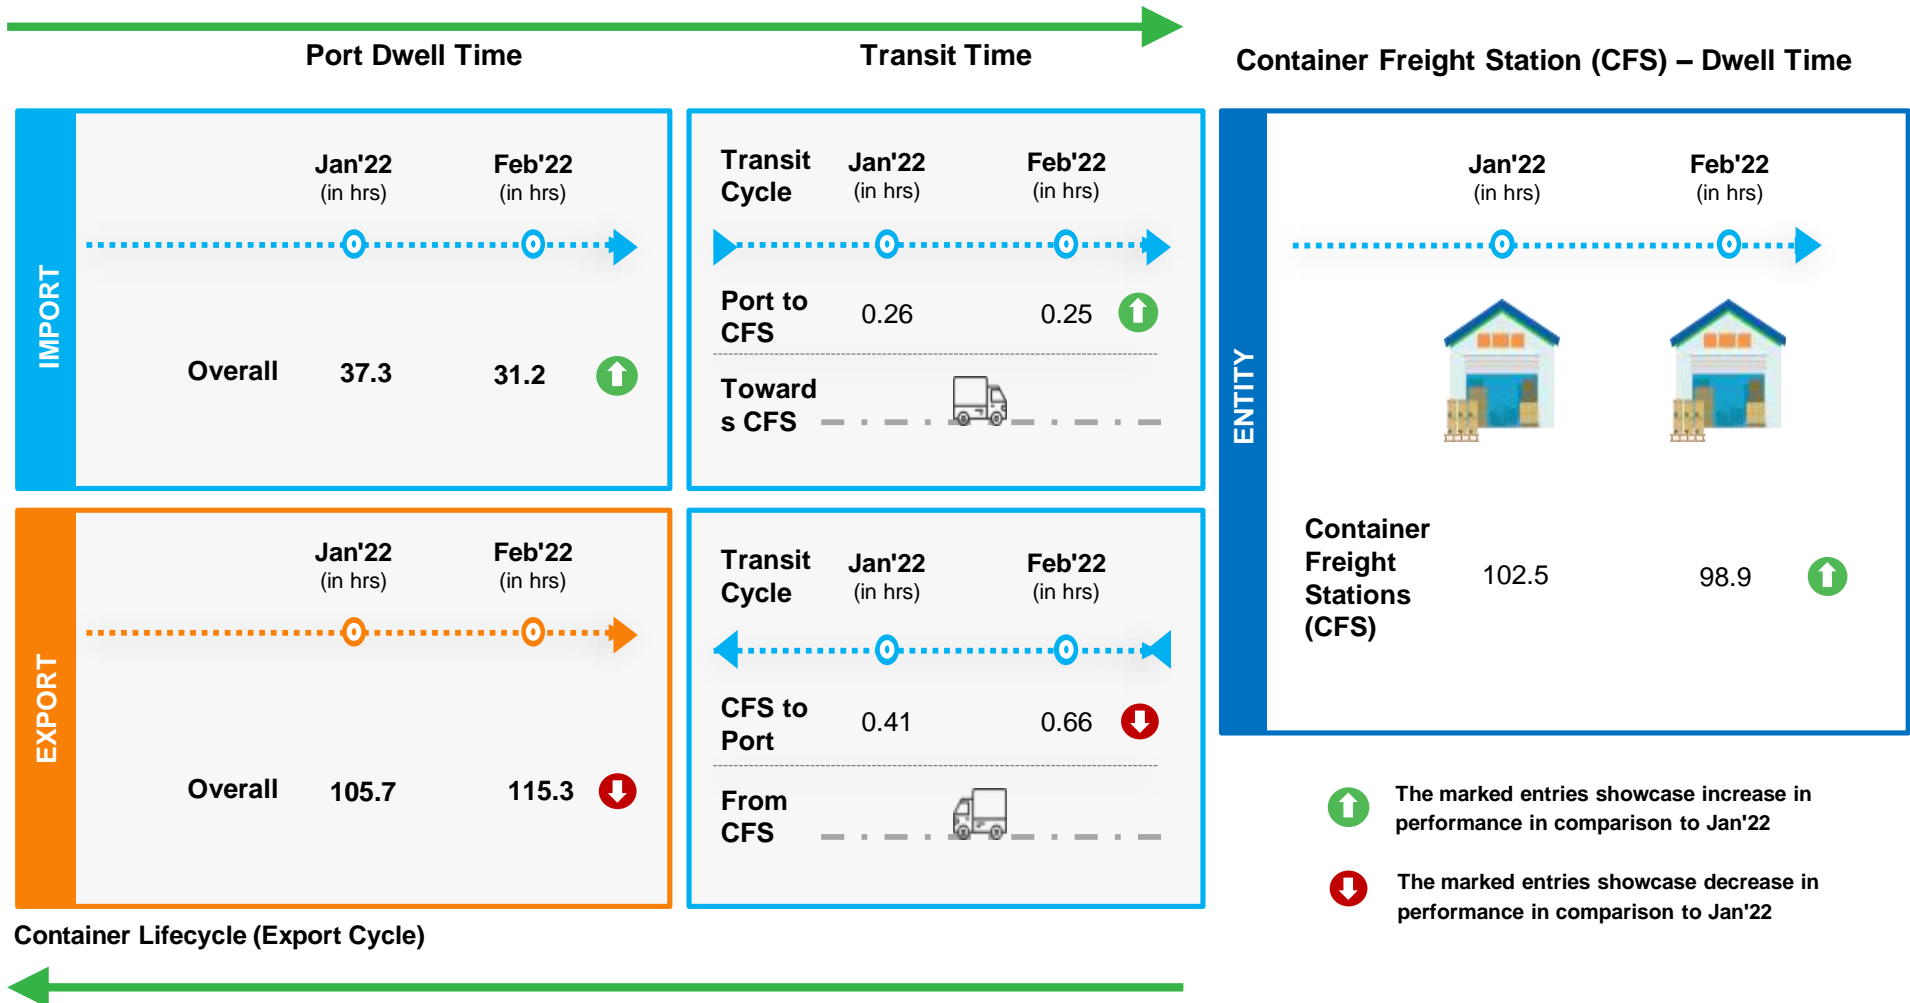 Port Dwell Time
Transit Time
Container Freight Station (CFS) – Dwell Time
IMPORT
Jan'22
(in hrs)
Feb'22
(in hrs)
Overall
37.3
31.2
Transit
Cycle
Jan'22
(in hrs)
Feb'22
(in hrs)
Port to
CFS
0.26
0.25
Toward
s CFS
ENTITY
Jan'22
(in hrs)
Feb'22
(in hrs)
Container
Freight
Stations
(CFS)
102.5
98.9
EXPORT
Jan'22
(in hrs)
Feb'22
(in hrs)
Overall
105.7
115.3
Transit
Cycle
Jan'22
(in hrs)
Feb'22
(in hrs)
CFS to
Port
0.41
0.66
From
CFS
The marked entries showcase increase in
performance in comparison to Jan'22
The marked entries showcase decrease in
performance in comparison to Jan'22
Container Lifecycle (Export Cycle)